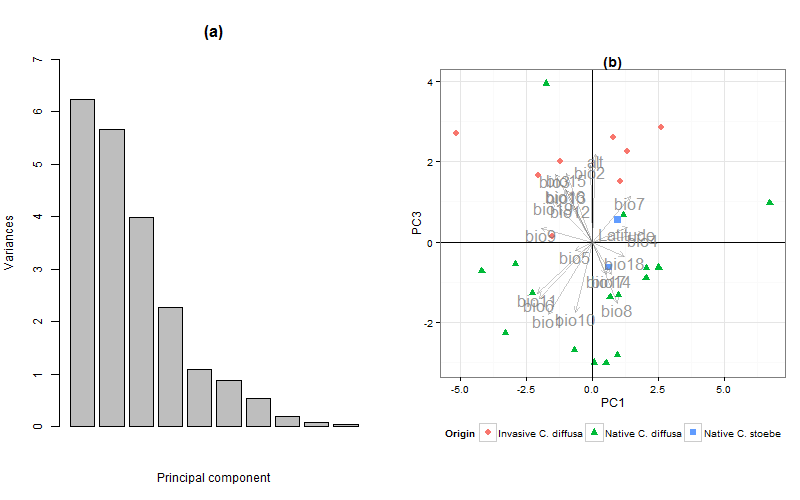 (a)
Variances
7
6
5
4
3
2
1
0
Principal component
(b)
PC3
4
2
0
-2
-5.0
-2.5
0.0
2.5
5.0
PC1
alt
bio2
bio3
bio15
bio13
bio19
bio12
bio7
Latitude
bio4
bio9
bio5
bio18
bio17
bio14
bio11
bio6
bio1
bio10
bio8
Origin Invasive C. diffusa Native C. diffusa Native C. stoebe